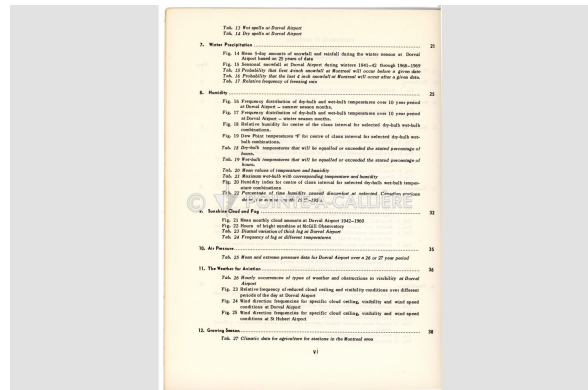 Tab. 13 Wet spells at Dorval Airport
Tab. 14 Dry spells at Dorval Airport
7. Winter Precipitation 21
Fig. 14 Mean 5-day amounts of snowfall and rainfall during the winter season at Dorval
Airport based on 25 years of data
Fig. 15 Seasonal snowfall at Dorval Airport during winters 1941-42 through 1968-1969
Tab. 15 Probability that first 4-inch snowfall at Montreal will occur before a given date
Tab. 16 Probability that the last 4 inch snowfall at Montreal will occur after a given date.
Tab. 17 Relative frequency of freezing rain
8. Humidity 25
Fig. 16 Frequency distribution of dry-bulb and wet-bulb temperatures over 10 year period
at Dorval Airport – summer season months.
Fig. 17 Frequency distribution of dry-bulb and wet-bulb temperatures over 10 year period
at Dorval Airport – winter season months.
Fig. 18 Relative humidity for centre of the class interval for selected dry-bulb wet-bulb
combinations.
Fig. 19 Dew Point temperatures °F for centre of class interval for selected dry-bulb wet-
bulb combinations.
Tab. 18 Dry-bulb temperatures that will be equalled or exceeded the stated percentage of
hours.
Tab. 19 Wet-bulb temperatures that will be equalled or exceeded the stated percentage of
hours.
Tab. 20 Mean values of temperature and humidity
Tab. 21 Maximum wet-bulb with corresponding temperature and humidity
Fig. 20 Humidity index for centre of class interval for selected dry-bulb wet-bulb temper-
ature combinations
Tab. 22 Percentage of time humidity caused discomfort at selected Canadian stations
© POINTE-À-CALLIÈRE
9. Sunshine Cloud and Fog 32
Fig. 21 Mean monthly cloud amounts at Dorval Airport 1942-1960
Fig. 22 Hours of bright sunshine at McGill Observatory
Tab. 23 Diurnal variation of thick fog at Dorval Airport
Tab. 24 Frequency of fog at different temperatures
10. Air Pressure 35
Tab. 25 Mean and extreme pressure data for Dorval Airport over a 26 or 27 year period
11. The Weather for Aviation 36
Tab. 26 Hourly occurrences of types of weather and obstructions to visibility at Dorval
Airport
Fig. 23 Relative frequency of reduced cloud ceiling and visibility conditions over different
periods of the day at Dorval Airport
Fig. 24 Wind direction frequencies for specific cloud ceiling, visibility and wind speed
conditions at Dorval Airport
Fig. 25 Wind direction frequencies for specific cloud ceiling, visibility and wind speed
conditions at St Hubert Airport
12. Growing Season 38
Tab. 27 Climatic data for agriculture for stations in the Montreal area
vi